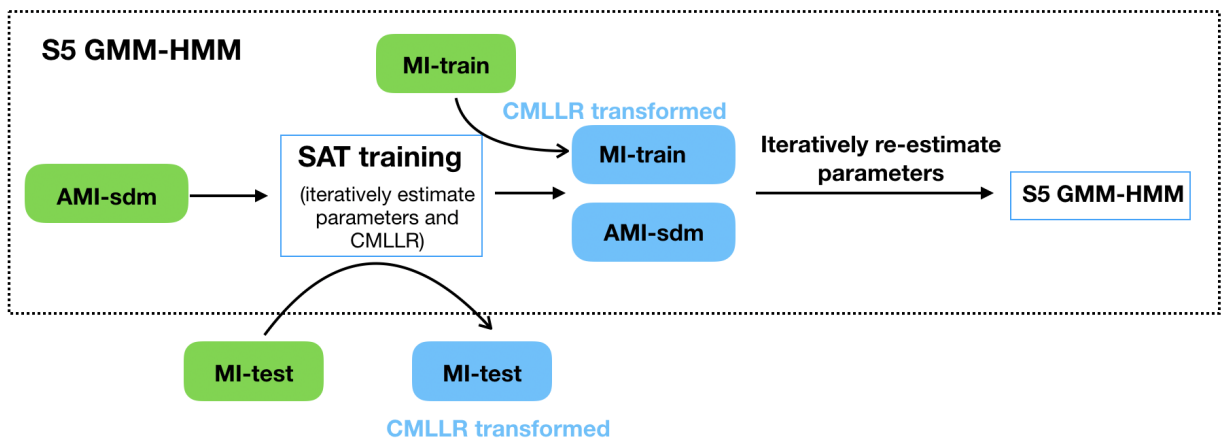 S5 GMM-HMM
MI-train
CMLLR transformed
MI-train
AMI-sdm
SAT training
(iteratively estimate
parameters and
CMLLR)
AMI-sdm
Iteratively re-estimate
parameters
S5 GMM-HMM
MI-test
MI-test
CMLLR transformed